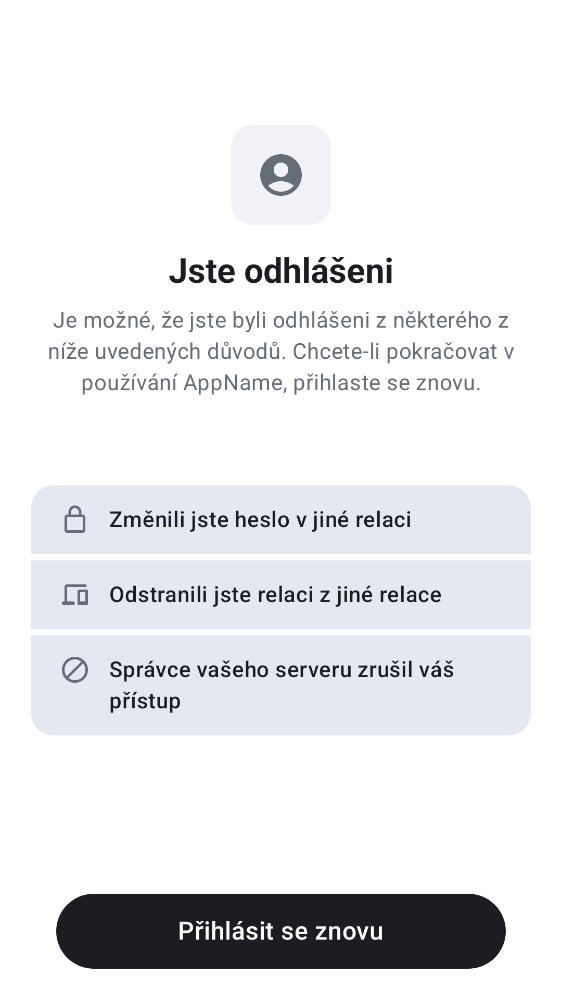 Jste odhlášeni
Je možné, že jste byli odhlášeni z některého z
níže uvedených důvodů. Chcete-li pokračovat v
používání AppName, přihlaste se znovu.
Změnili jste heslo v jiné relaci
Odstranili jste relaci z jiné relace
Správce vašeho serveru zrušil váš
přístup
Přihlásit se znovu